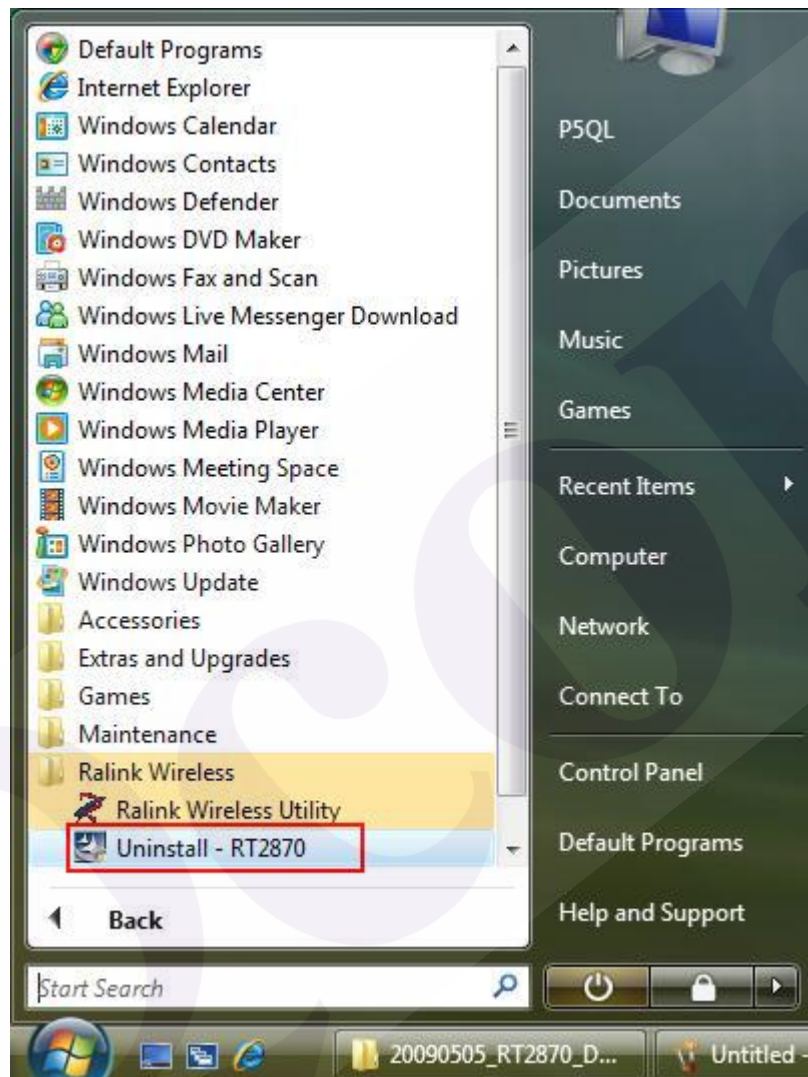 Default Programs
Internet Explorer
Windows Calendar
Windows Contacts
Windows Defender
Windows DVD Maker
Windows Fax and Scan
Windows Live Messenger Download
Windows Mail
Windows Media Center
Windows Media Player
Windows Meeting Space
Windows Movie Maker
Windows Photo Gallery
Windows Update
Accessories
Extras and Upgrades
Games
Maintenance
Ralink Wireless
Ralink Wireless Utility
Uninstall - RT2870
Back
Start Search
P5QL
Documents
Pictures
Music
Games
Recent Items
Computer
Network
Connect To
Control Panel
Default Programs
Help and Support
20090505_RT2870_D...
Untitled -